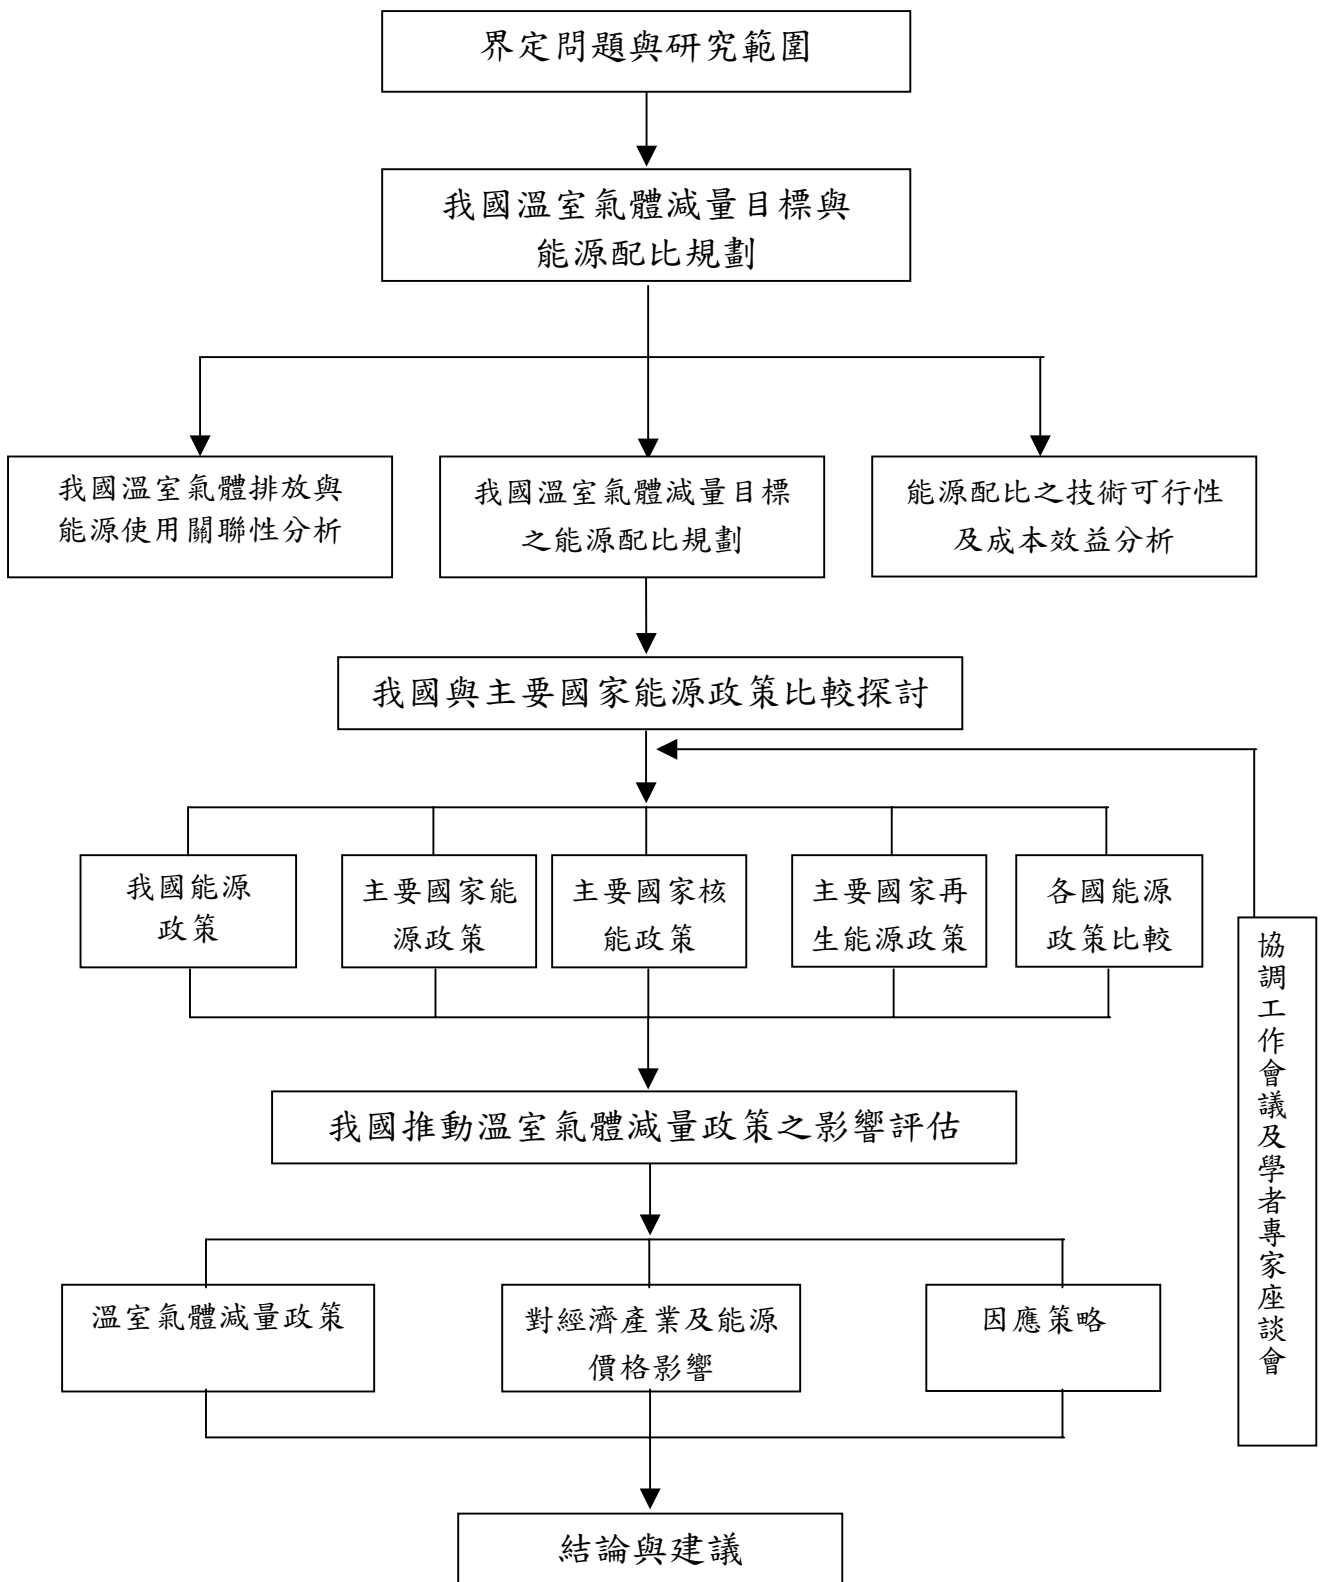 界定問題與研究範圍
我國溫室氣體減量目標與
能源配比規劃
我國溫室氣體排放與
能源使用關聯性分析
我國溫室氣體減量目標
之能源配比規劃
能源配比之技術可行性
及成本效益分析
我國與主要國家能源政策比較探討
我國能源
政策
主要國家能
源政策
主要國家核
能政策
主要國家再
生能源政策
各國能源
政策比較
協調工作會議及學者專家座談會
我國推動溫室氣體減量政策之影響評估
溫室氣體減量政策
對經濟產業及能源
價格影響
因應策略
結論與建議